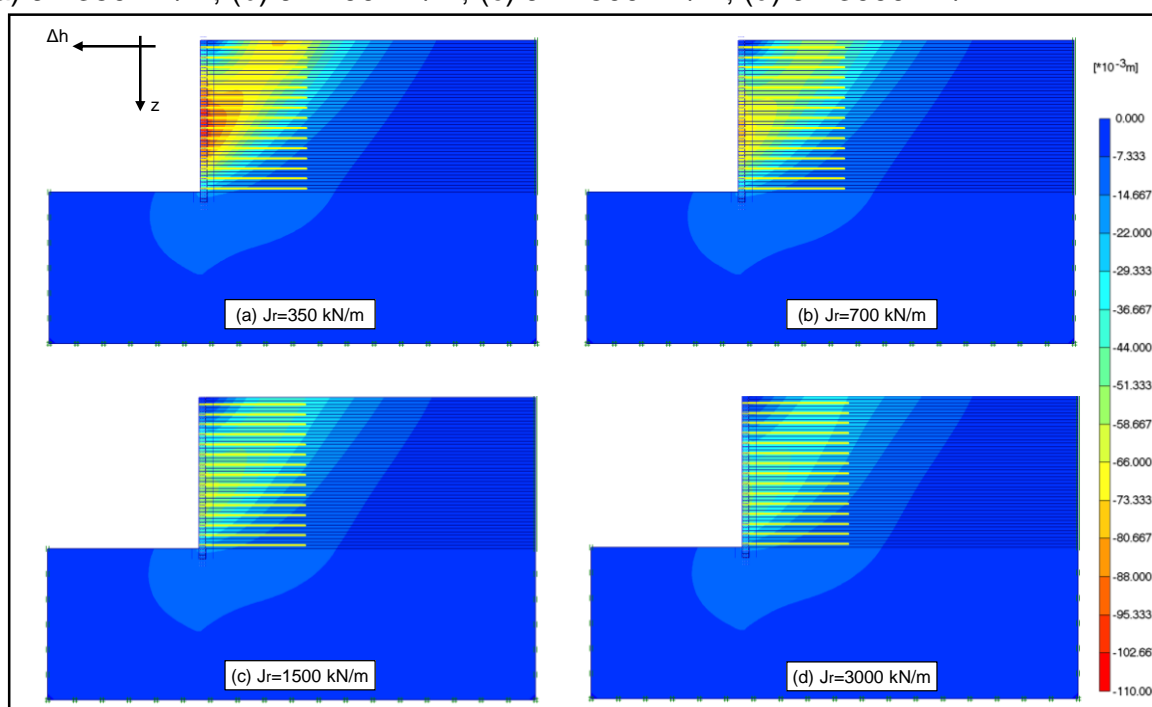 Δh
z
[*10⁻³m]
0.000
-7.333
-14.667
-22.000
-29.333
-36.667
-44.000
-51.333
-58.667
-66.000
-73.333
-80.667
-88.000
-95.333
-102.66
-110.00
(a) Jr=350 kN/m
(b) Jr=700 kN/m
(c) Jr=1500 kN/m
(d) Jr=3000 kN/m